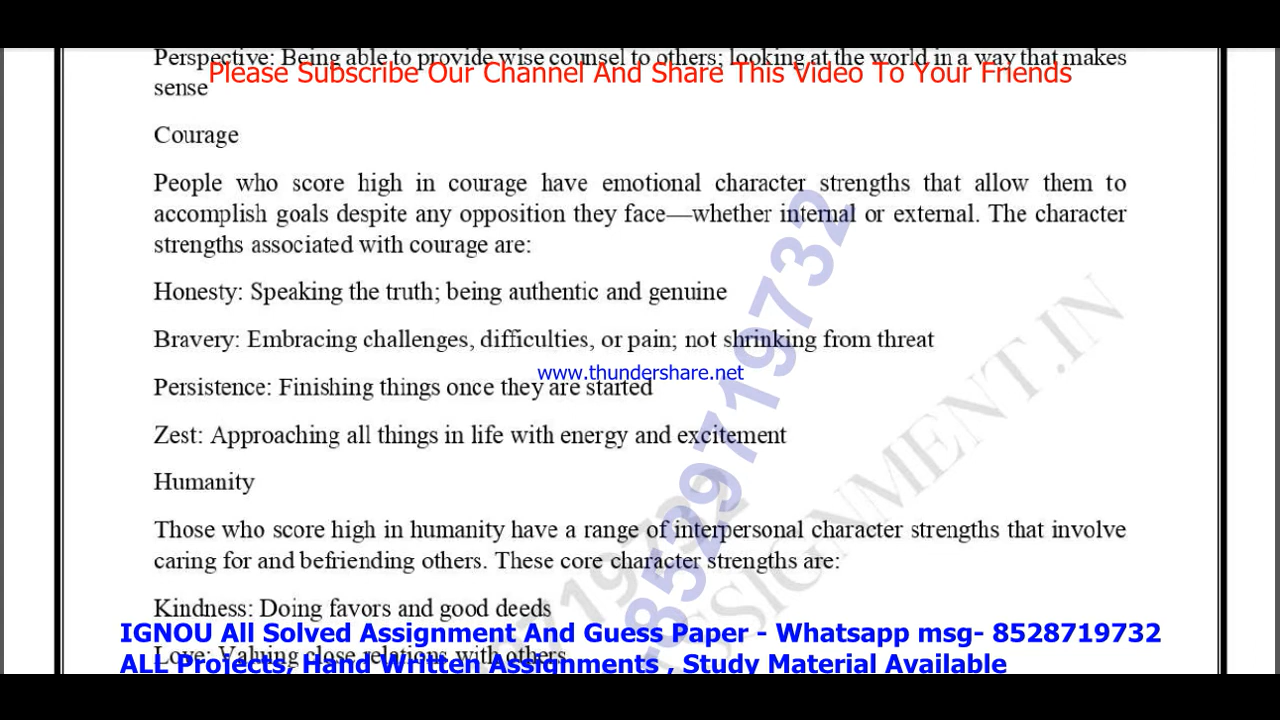 Perspective: Being able to provide wise counsel to others; looking at the world in a way that makes
Please Subscribe Our Channel And Share This Video To Your Friends
sense
Courage
People who score high in courage have emotional character strengths that allow them to
accomplish goals despite any opposition they face—whether internal or external. The character
strengths associated with courage are:
Honesty: Speaking the truth; being authentic and genuine
Bravery: Embracing challenges, difficulties, or pain; not shrinking from threat
www.thundershare.net
Persistence: Finishing things once they are started
Zest: Approaching all things in life with energy and excitement
Humanity
Those who score high in humanity have a range of interpersonal character strengths that involve
caring for and befriending others. These core character strengths are:
Kindness: Doing favors and good deeds
IGNOU All Solved Assignment And Guess Paper - Whatsapp msg- 8528719732
Love: Valuing close relations with others
ALL Projects, Hand Written Assignments , Study Material Available